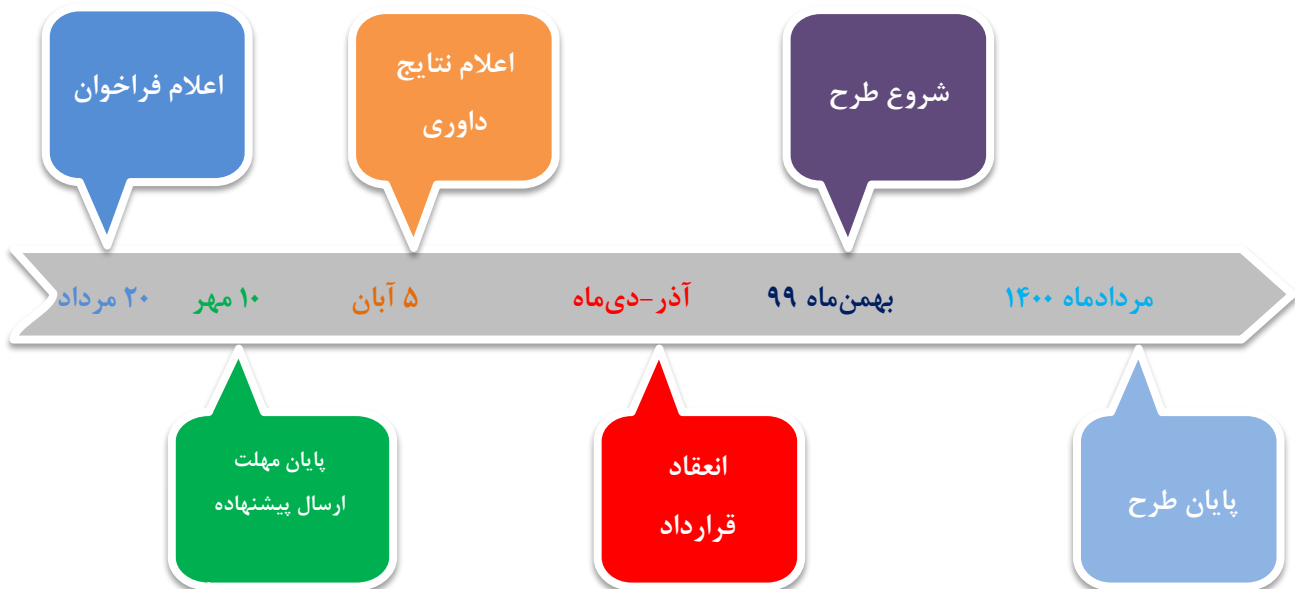 اعلام فراخوان
اعلام نتایج
داوری
شروع طرح
۲۰ مرداد
۱۰ مهر
۵ آبان
آذر-دی‌ماه
بهمن‌ماه ۹۹
مردادماه ۱۴۰۰
پایان مهلت
ارسال پیشنهاده
انعقاد
قرارداد
پایان طرح